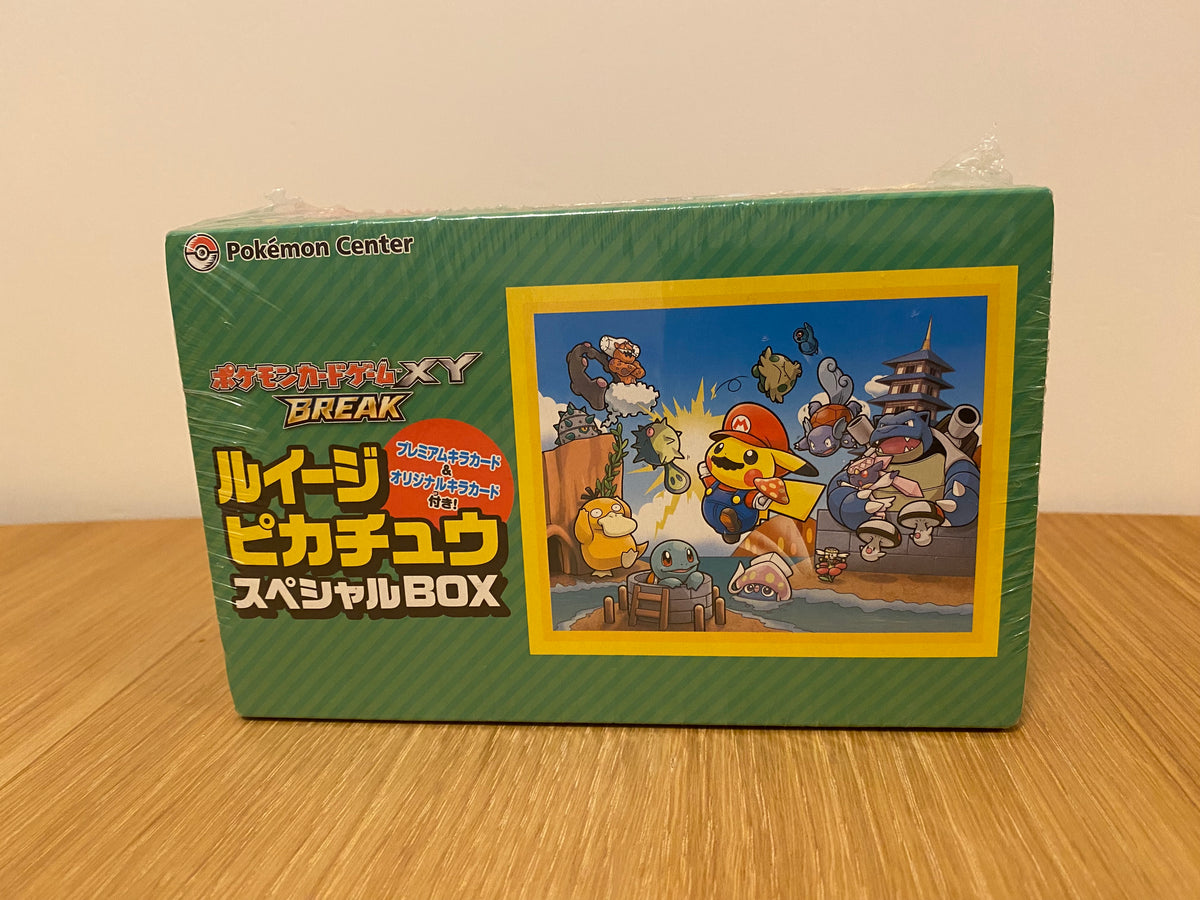 Pokémon Center
ポケモンカードゲーム XY
BREAK
プレミアムキラカード
&
オリジナルキラカード
付き!
ルイージ
ピカチュウ
スペシャルBOX
M